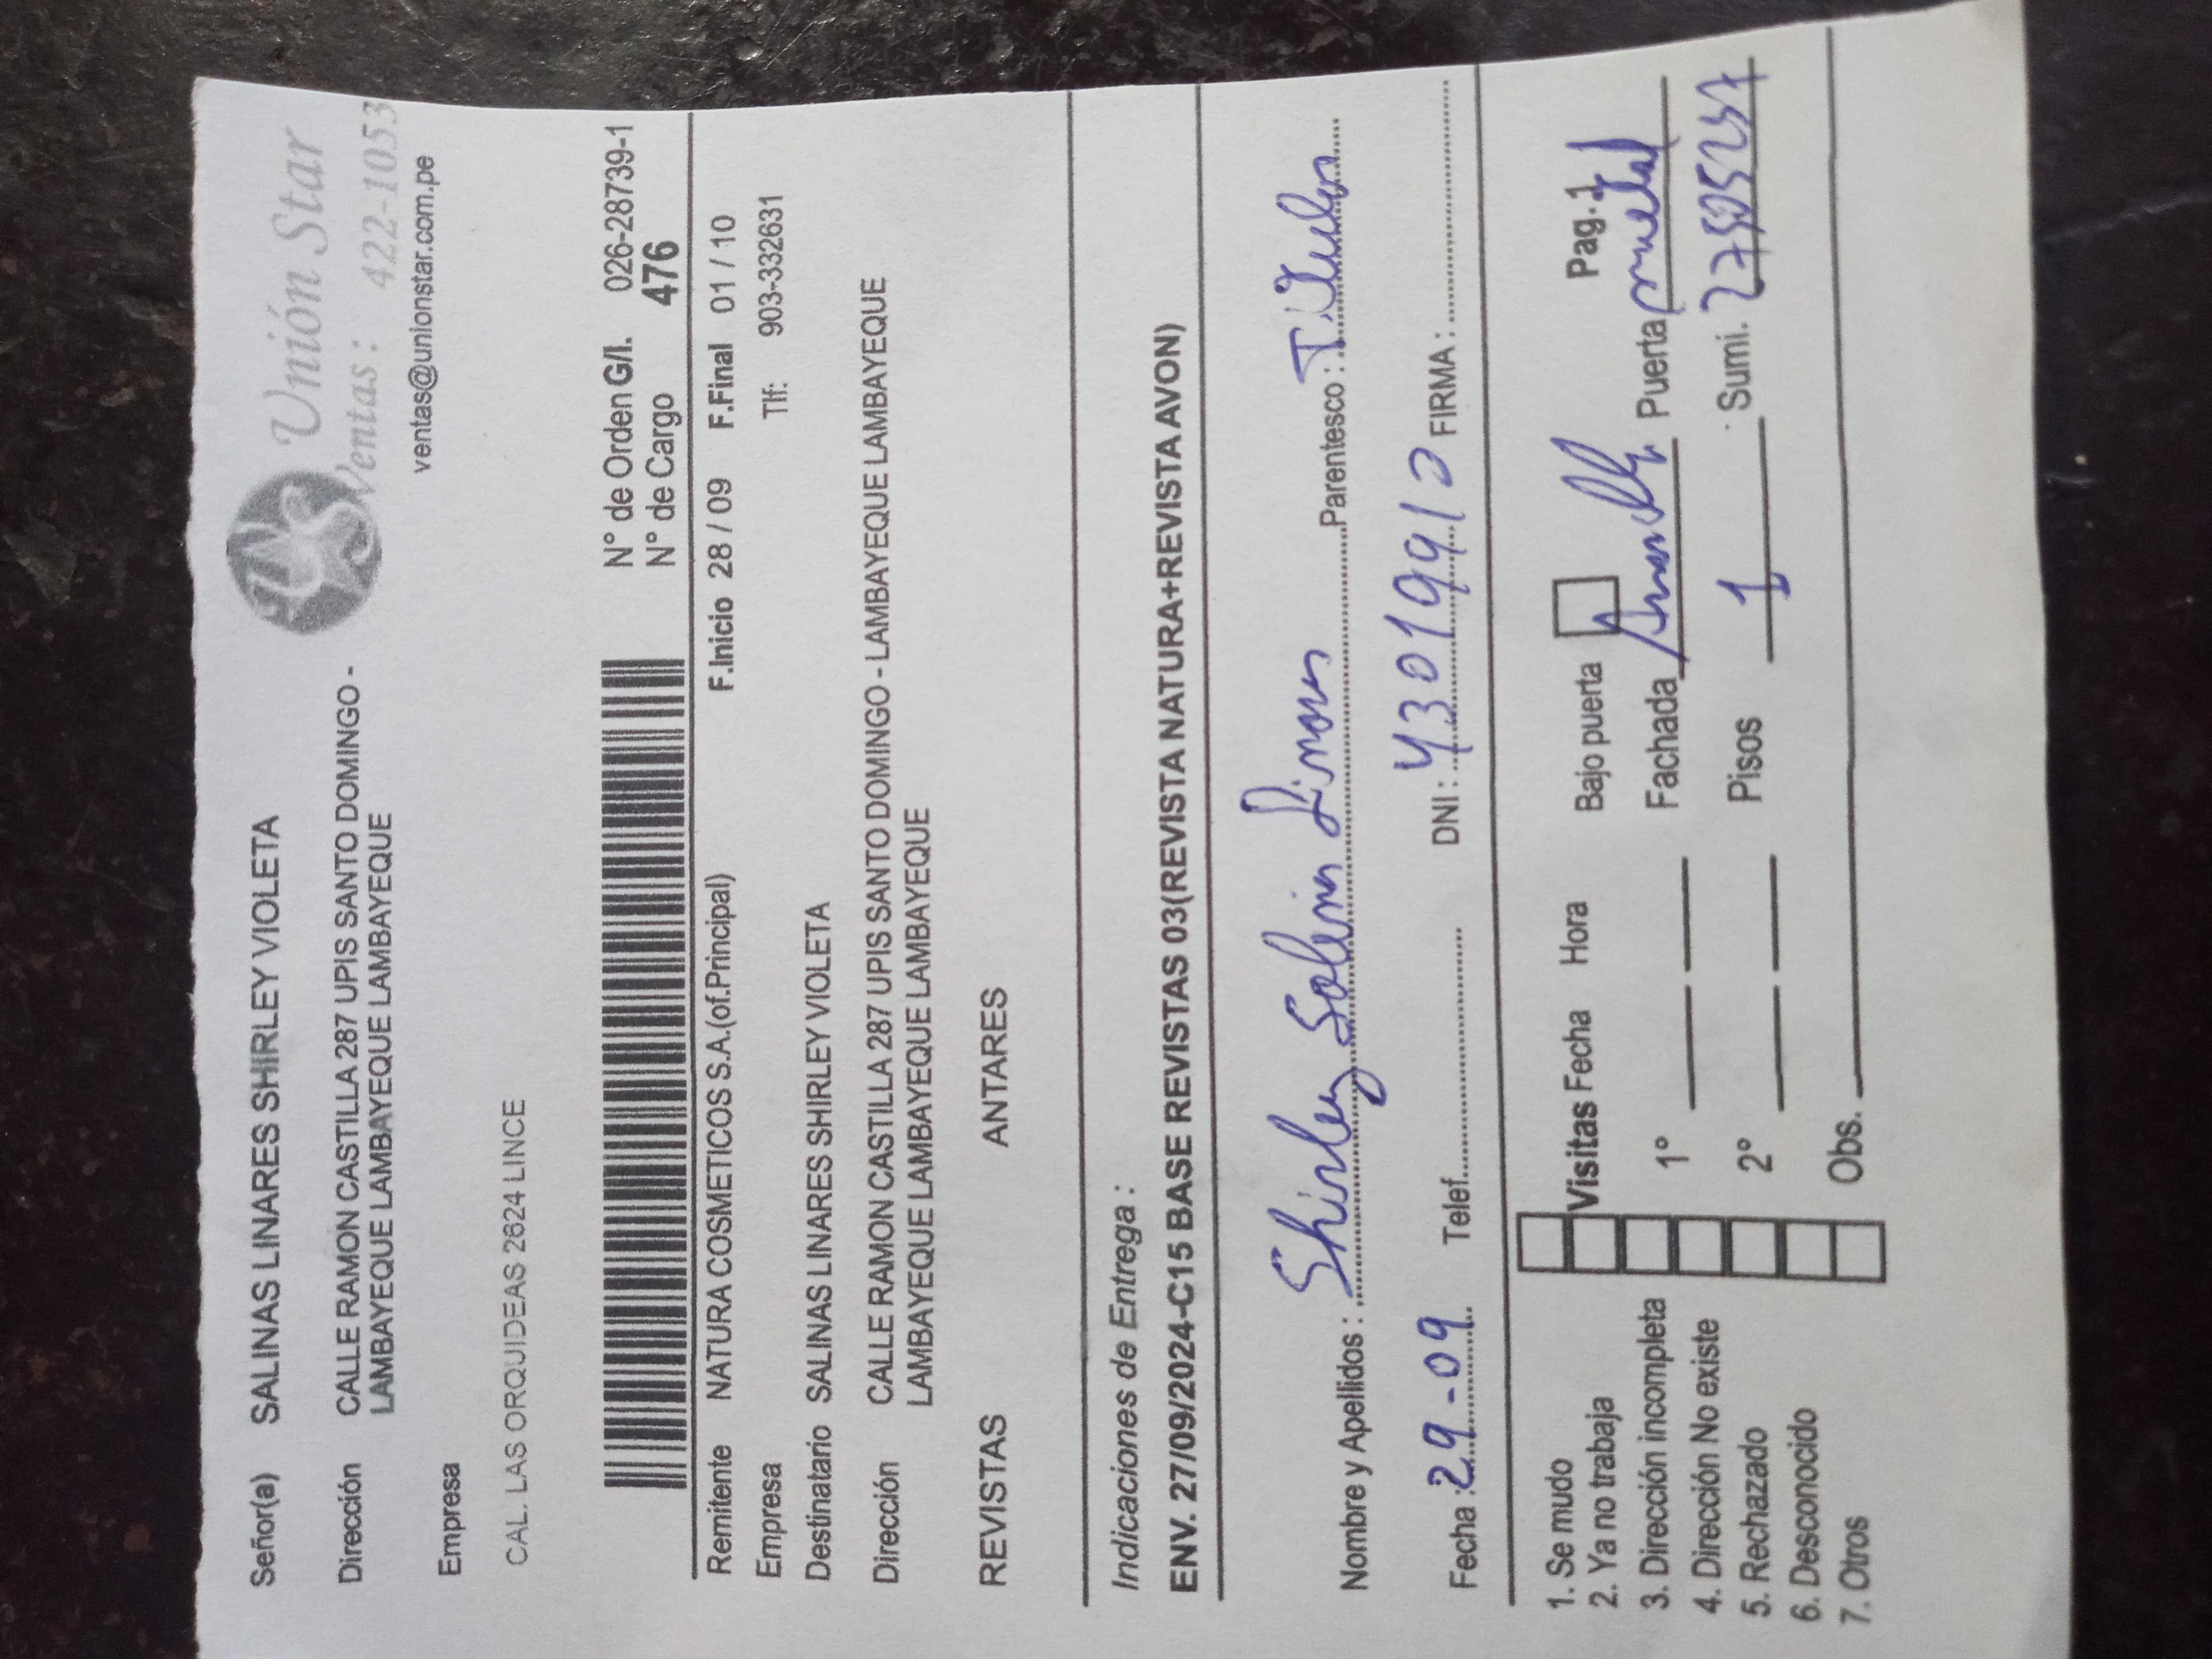 Señor(a) SALINAS LINARES SHIRLEY VIOLETA
Unión Star
Ventas : 422-1053
Dirección CALLE RAMON CASTILLA 287 UPIS SANTO DOMINGO -
LAMBAYEQUE LAMBAYEQUE LAMBAYEQUE
ventas@unionstar.com.pe
Empresa
CAL. LAS ORQUIDEAS 2624 LINCE
N° de Orden G/I. 026-28739-1
N° de Cargo 476
Remitente NATURA COSMETICOS S.A.(of.Principal) F.Inicio 28 / 09 F.Final 01 / 10
Empresa Tlf: 903-332631
Destinatario SALINAS LINARES SHIRLEY VIOLETA
Dirección CALLE RAMON CASTILLA 287 UPIS SANTO DOMINGO - LAMBAYEQUE LAMBAYEQUE LAMBAYEQUE
LAMBAYEQUE LAMBAYEQUE LAMBAYEQUE
REVISTAS ANTARES
Indicaciones de Entrega :
ENV. 27/09/2024-C15 BASE REVISTAS 03(REVISTA NATURA+REVISTA AVON)
Nombre y Apellidos : Shirley Salinas Linares Parentesco : Titular
Fecha : 29-09 Telef. DNI : 43019912 FIRMA :
1. Se mudo
2. Ya no trabaja
3. Dirección incompleta
4. Dirección No existe
5. Rechazado
6. Desconocido
7. Otros
Visitas Fecha Hora Bajo puerta Pag.1
1° Fachada Puerta metal
2° Pisos 1 Sumi.
Obs.